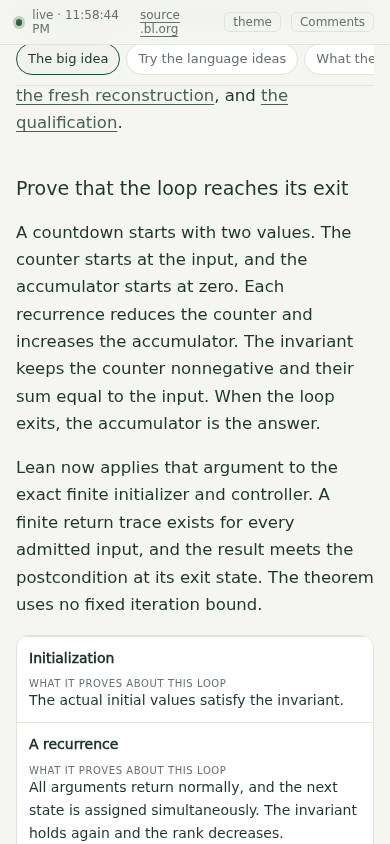 live · 11:58:44 PM
source
.bl.org
theme
Comments
The big idea
Try the language ideas
What the
the fresh reconstruction, and the
qualification.
Prove that the loop reaches its exit
A countdown starts with two values. The
counter starts at the input, and the
accumulator starts at zero. Each
recurrence reduces the counter and
increases the accumulator. The invariant
keeps the counter nonnegative and their
sum equal to the input. When the loop
exits, the accumulator is the answer.
Lean now applies that argument to the
exact finite initializer and controller. A
finite return trace exists for every
admitted input, and the result meets the
postcondition at its exit state. The theorem
uses no fixed iteration bound.
Initialization
WHAT IT PROVES ABOUT THIS LOOP
The actual initial values satisfy the invariant.
A recurrence
WHAT IT PROVES ABOUT THIS LOOP
All arguments return normally, and the next
state is assigned simultaneously. The invariant
holds again and the rank decreases.